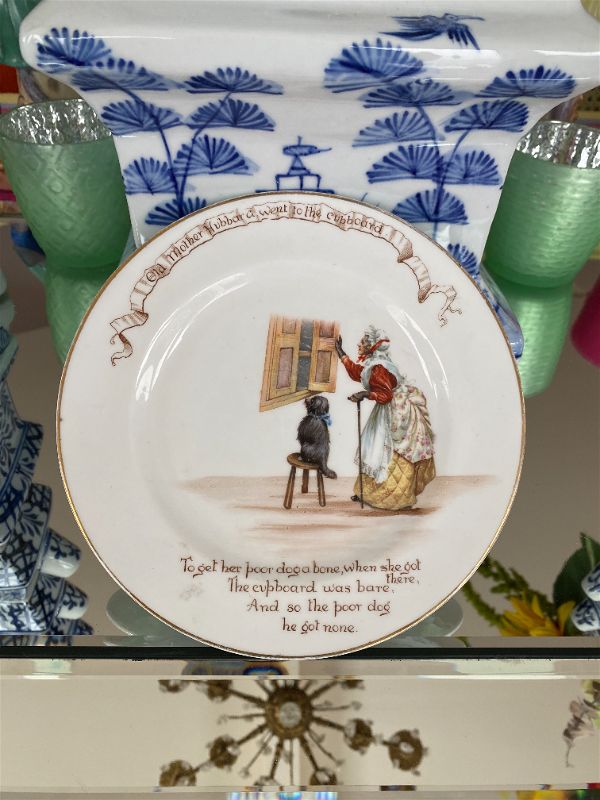 Old Mother Hubbard, went to the cupboard
To get her poor dog a bone, when she got
there,
The cupboard was bare,
And so the poor dog
he got none.